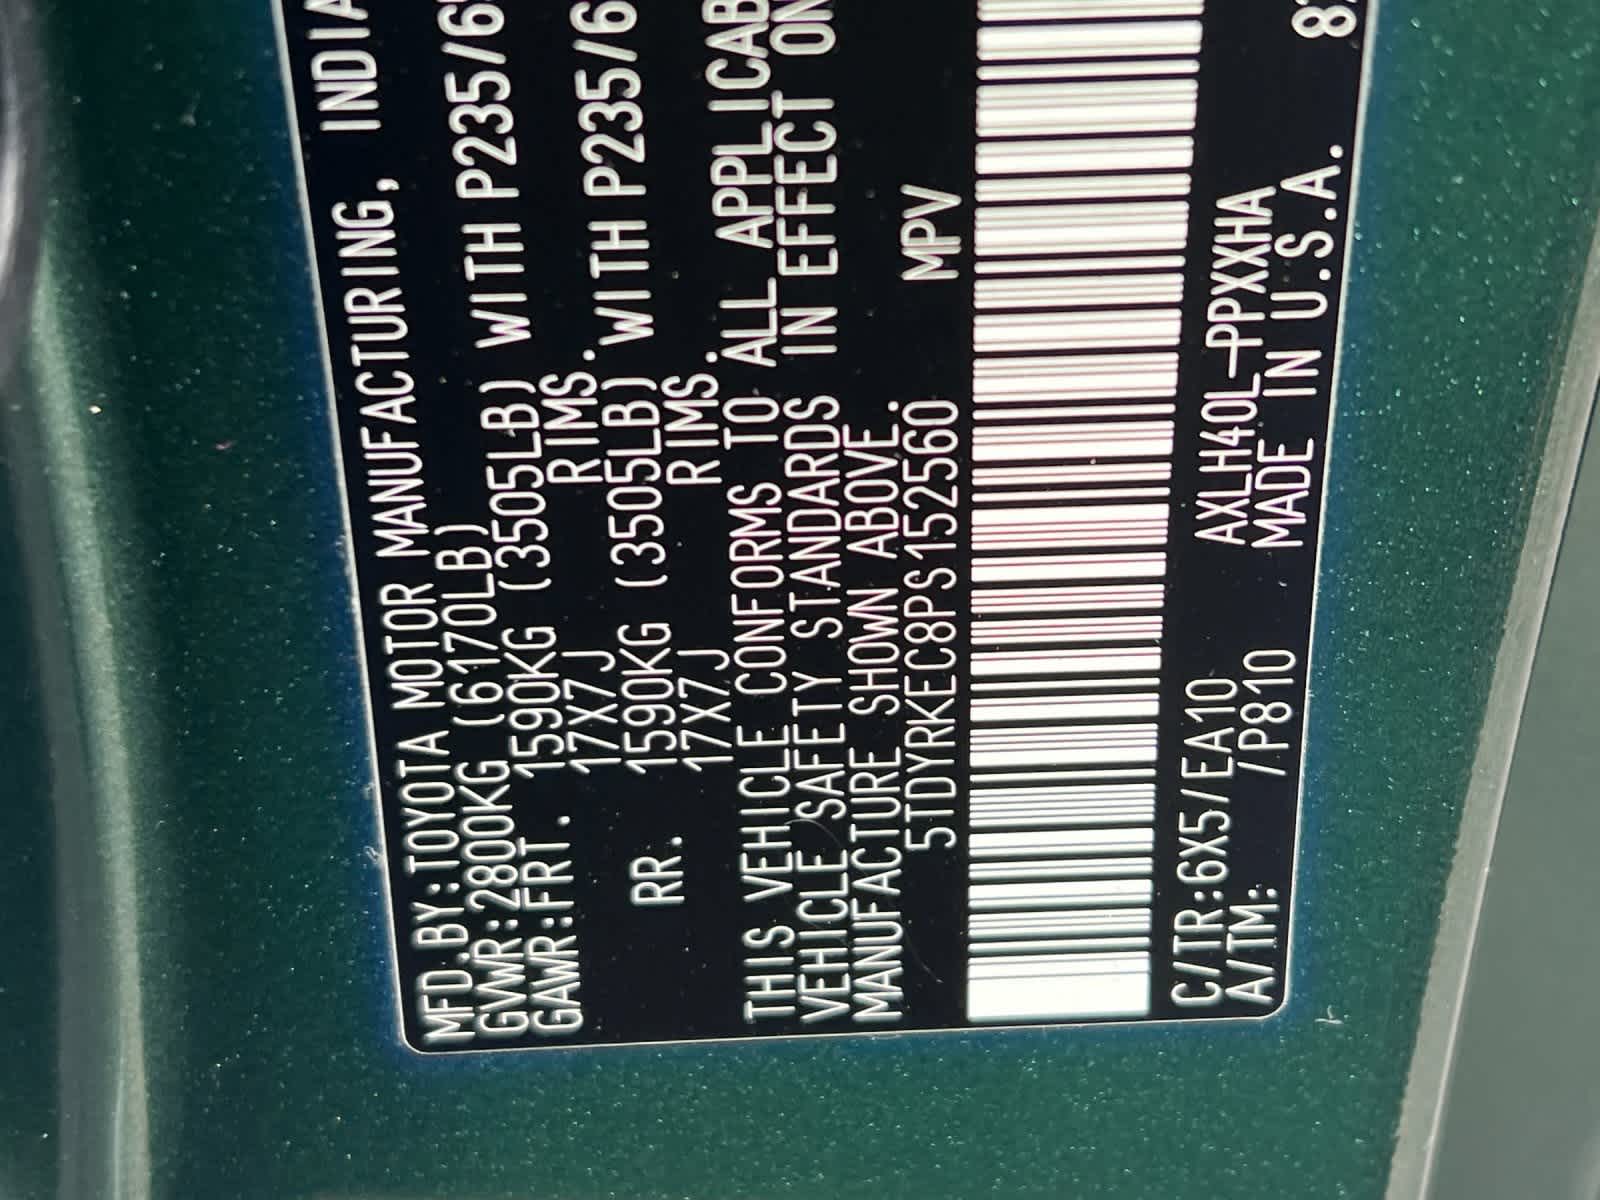 MFD.BY:TOYOTA MOTOR MANUFACTURING, INDIA
GVWR:2800KG (6170LB)
GAWR:FRT. 1590KG (3505LB) WITH P235/6
17X7J RIMS.
RR. 1590KG (3505LB) WITH P235/6
17X7J RIMS.
THIS VEHICLE CONFORMS TO ALL APPLICAB
VEHICLE SAFETY STANDARDS IN EFFECT ON
MANUFACTURE SHOWN ABOVE.
5TDYRKEC8PS152560 MPV
C/TR:6X5/EA10 AXLH40L-PPXXHA
A/TM: /P810 MADE IN U.S.A.